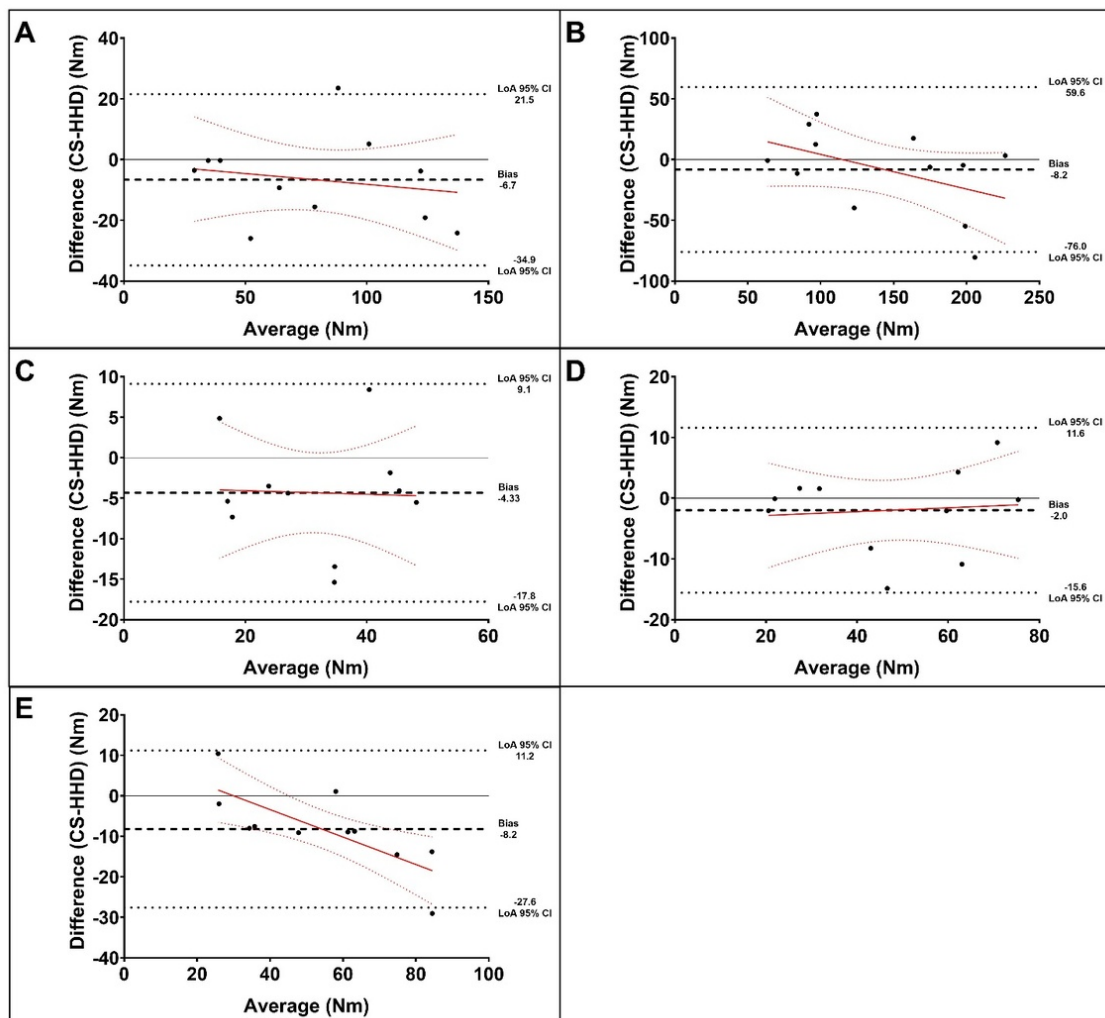 A
Difference (CS-HHD) (Nm)
40
20
0
-20
-40
LoA 95% CI
21.5
Bias
-6.7
-34.9
LoA 95% CI
0
50
100
150
Average (Nm)
B
Difference (CS-HHD) (Nm)
100
50
0
-50
-100
LoA 95% CI
59.6
Bias
-8.2
-76.0
LoA 95% CI
0
50
100
150
200
250
Average (Nm)
C
Difference (CS-HHD) (Nm)
10
5
0
-5
-10
-15
-20
LoA 95% CI
9.1
Bias
-4.33
-17.8
LoA 95% CI
0
20
40
60
Average (Nm)
D
Difference (CS-HHD) (Nm)
20
10
0
-10
-20
LoA 95% CI
11.6
Bias
-2.0
-15.6
LoA 95% CI
0
20
40
60
80
Average (Nm)
E
Difference (CS-HHD) (Nm)
20
10
0
-10
-20
-30
-40
LoA 95% CI
11.2
Bias
-8.2
-27.6
LoA 95% CI
0
20
40
60
80
100
Average (Nm)